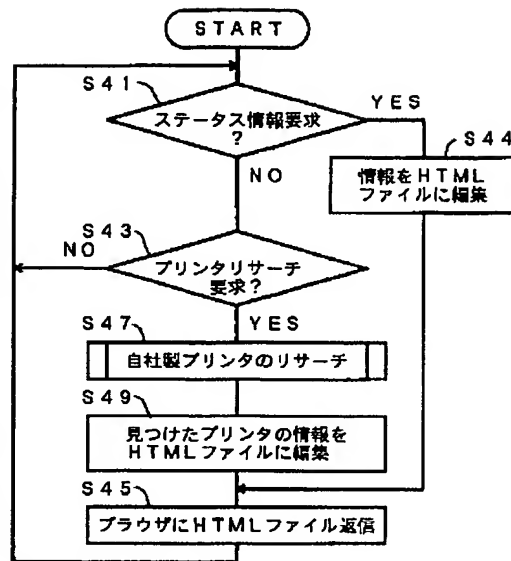 START
S41
ステータス情報要求
?
YES
NO
S44
情報をHTML
ファイルに編集
S43
NO
プリンタリサーチ
要求?
YES
S47
自社製プリンタのリサーチ
S49
見つけたプリンタの情報を
HTMLファイルに編集
S45
ブラウザにHTMLファイル返信